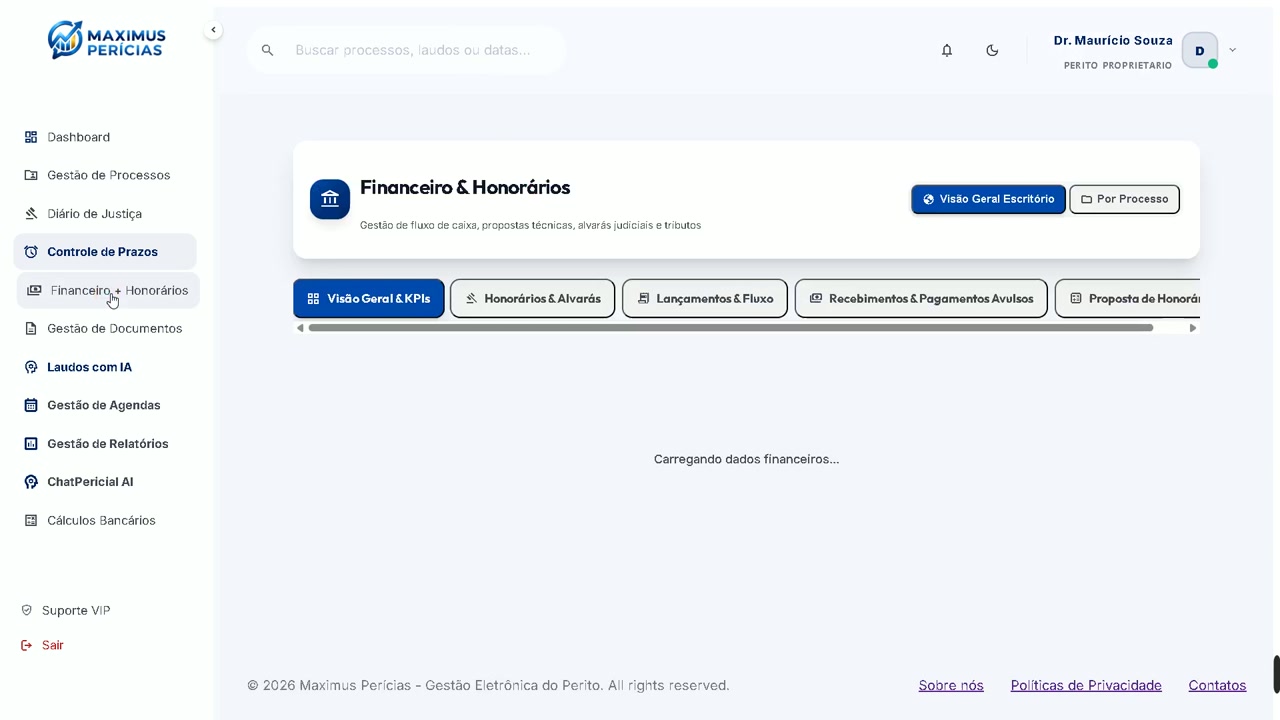 MAXIMUS
PERÍCIAS
Buscar processos, laudos ou datas...
Dr. Maurício Souza
PERITO PROPRIETARIO
D
Dashboard
Gestão de Processos
Diário de Justiça
Controle de Prazos
Financeiro + Honorários
Gestão de Documentos
Laudos com IA
Gestão de Agendas
Gestão de Relatórios
ChatPericial AI
Cálculos Bancários
Suporte VIP
Sair
Financeiro & Honorários
Gestão de fluxo de caixa, propostas técnicas, alvarás judiciais e tributos
Visão Geral Escritório
Por Processo
Visão Geral & KPIs
Honorários & Alvarás
Lançamentos & Fluxo
Recebimentos & Pagamentos Avulsos
Proposta de Honorár
Carregando dados financeiros...
© 2026 Maximus Perícias - Gestão Eletrônica do Perito. All rights reserved.
Sobre nós
Políticas de Privacidade
Contatos